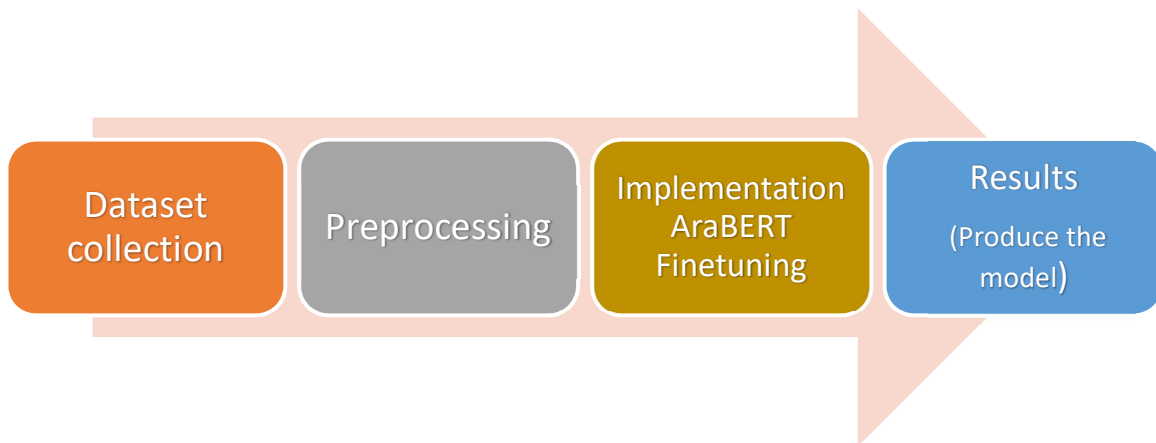 Dataset
collection
Preprocessing
Implementation
AraBERT
Finetuning
Results
(Produce the
model)